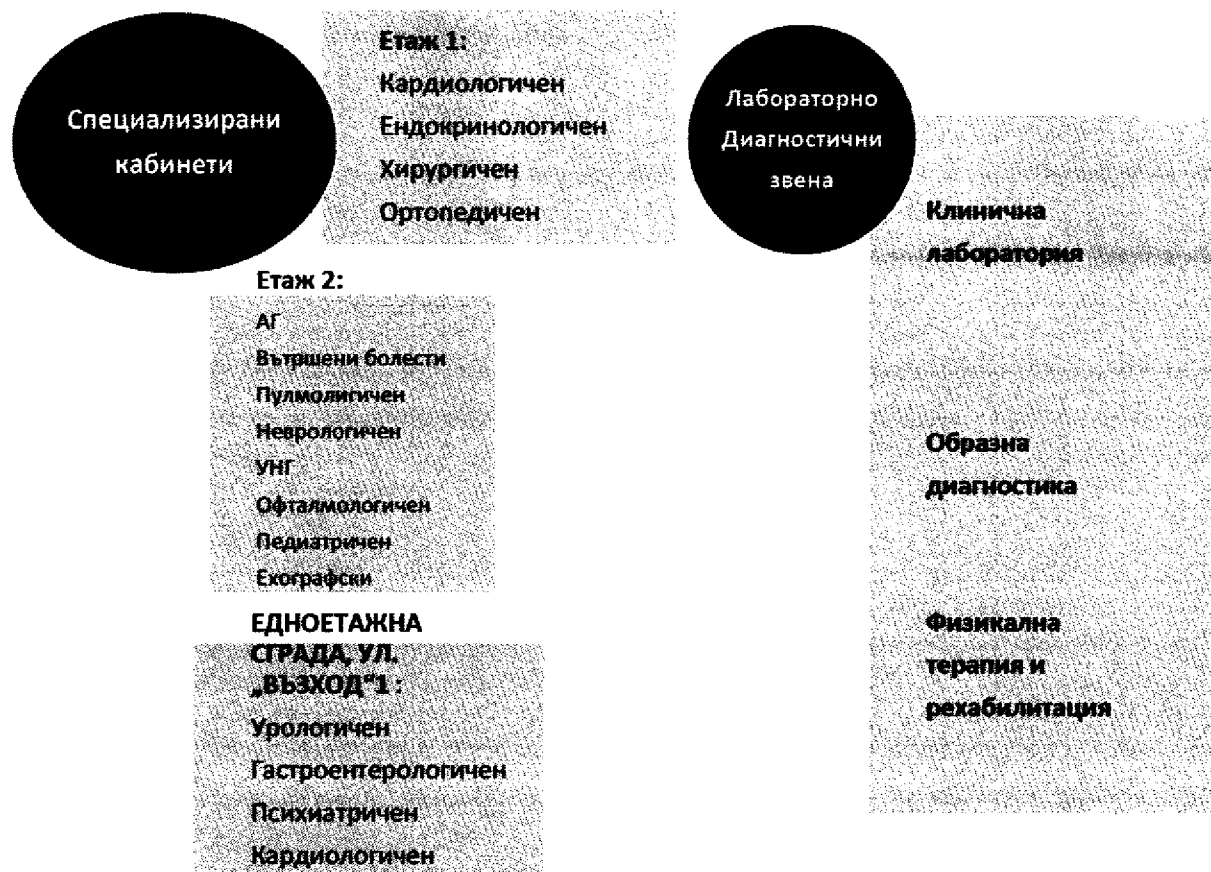 Специализирани
кабинети
Етаж 1:
Кардиологичен
Ендокринологичен
Хирургичен
Ортопедичен
Етаж 2:
АГ
Вътршени болести
Пулмолигичен
Неврологичен
УНГ
Офталмологичен
Педиатричен
Ехографски
ЕДНОЕТАЖНА
СГРАДА, УЛ.
„ВЪЗХОД“1 :
Урологичен
Гастроентерологичен
Психиатричен
Кардиологичен
Лабораторно
Диагностични
звена
Клинична
лаборатория
Образна
диагностика
Физикална
терапия и
рехабилитация